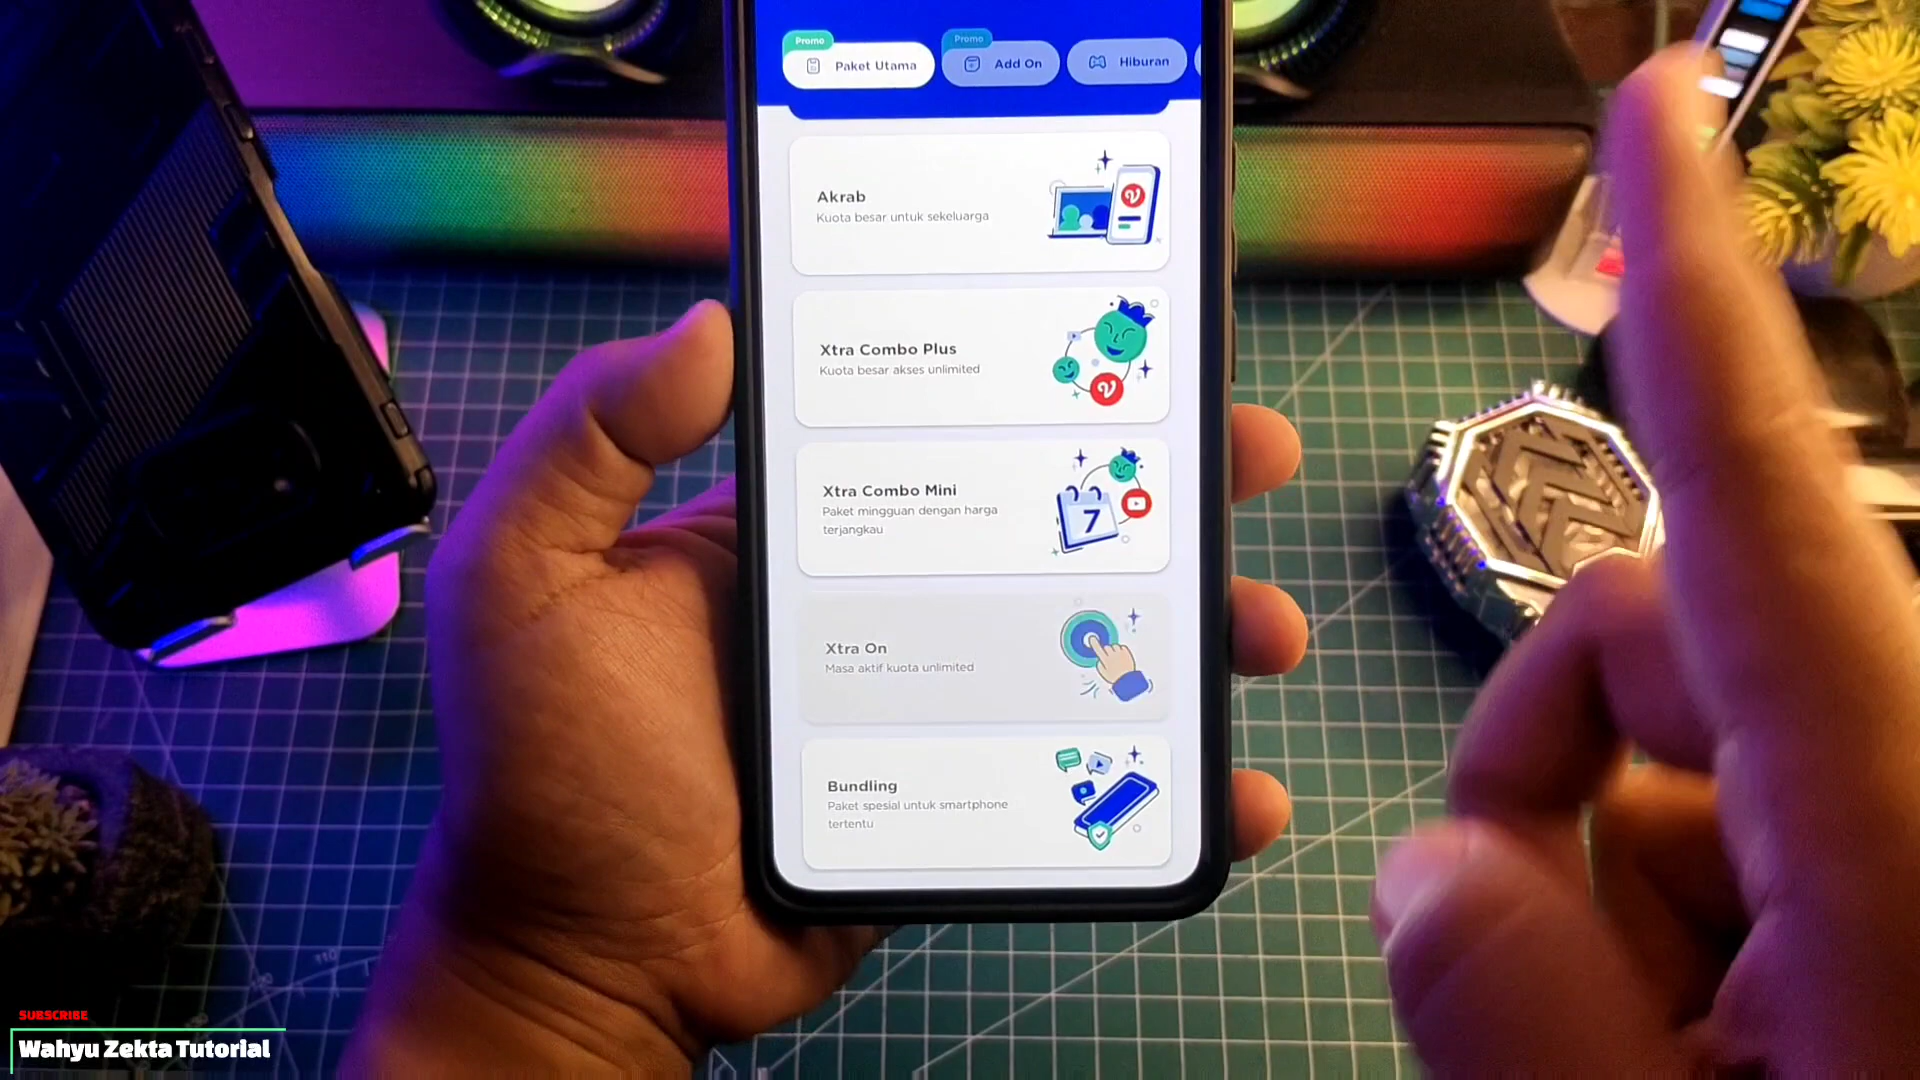 Promo
Promo
Paket Utama
Add On
Hiburan
Akrab
Kuota besar untuk sekeluarga
Xtra Combo Plus
Kuota besar akses unlimited
Xtra Combo Mini
Paket mingguan dengan harga
terjangkau
7
Xtra On
Masa aktif kuota unlimited
Bundling
Paket spesial untuk smartphone
tertentu
110
SUBSCRIBE
Wahyu Zekta Tutorial